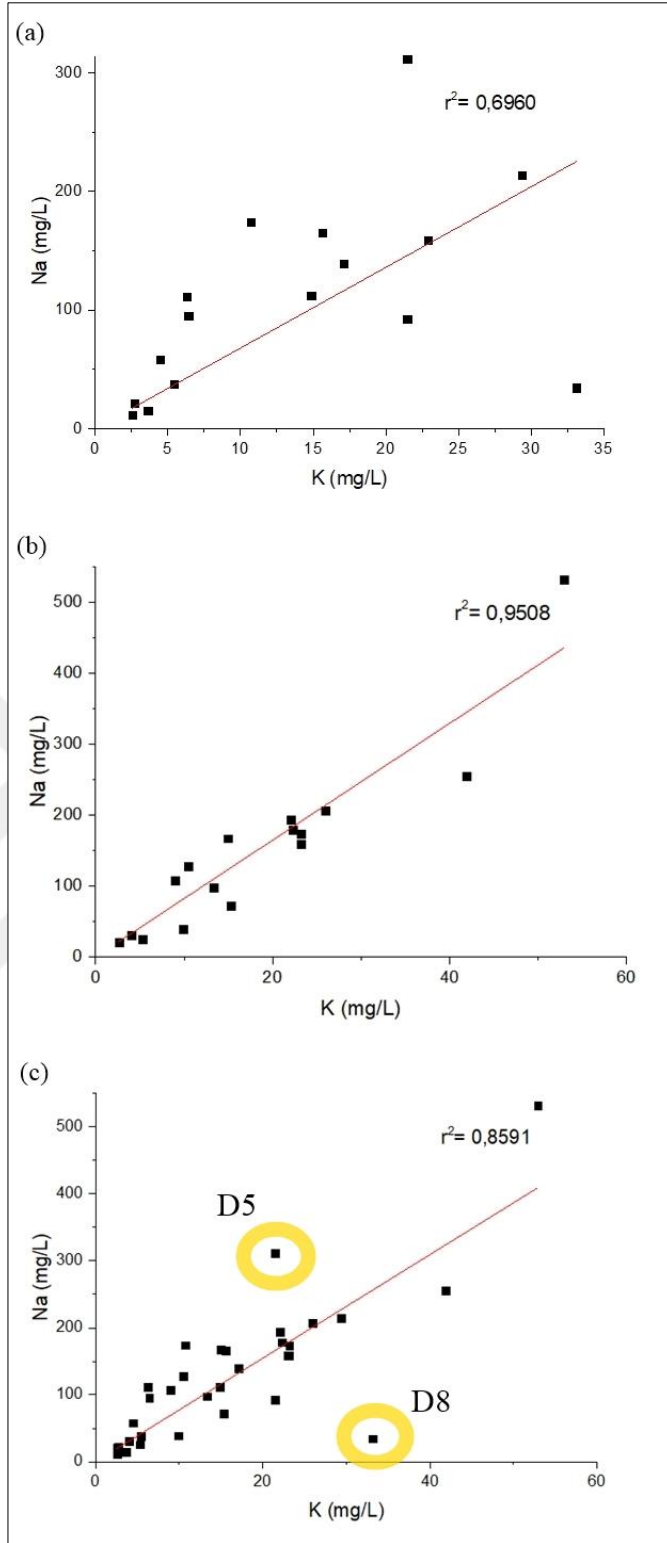 (a)
300
r²= 0,6960
200
Na (mg/L)
100
0
0 5 10 15 20 25 30 35
K (mg/L)
(b)
500
r²= 0,9508
400
300
Na (mg/L)
200
100
0
0 20 40 60
K (mg/L)
(c)
500
r²= 0,8591
400
D5
300
Na (mg/L)
200
100
D8
0
0 20 40 60
K (mg/L)